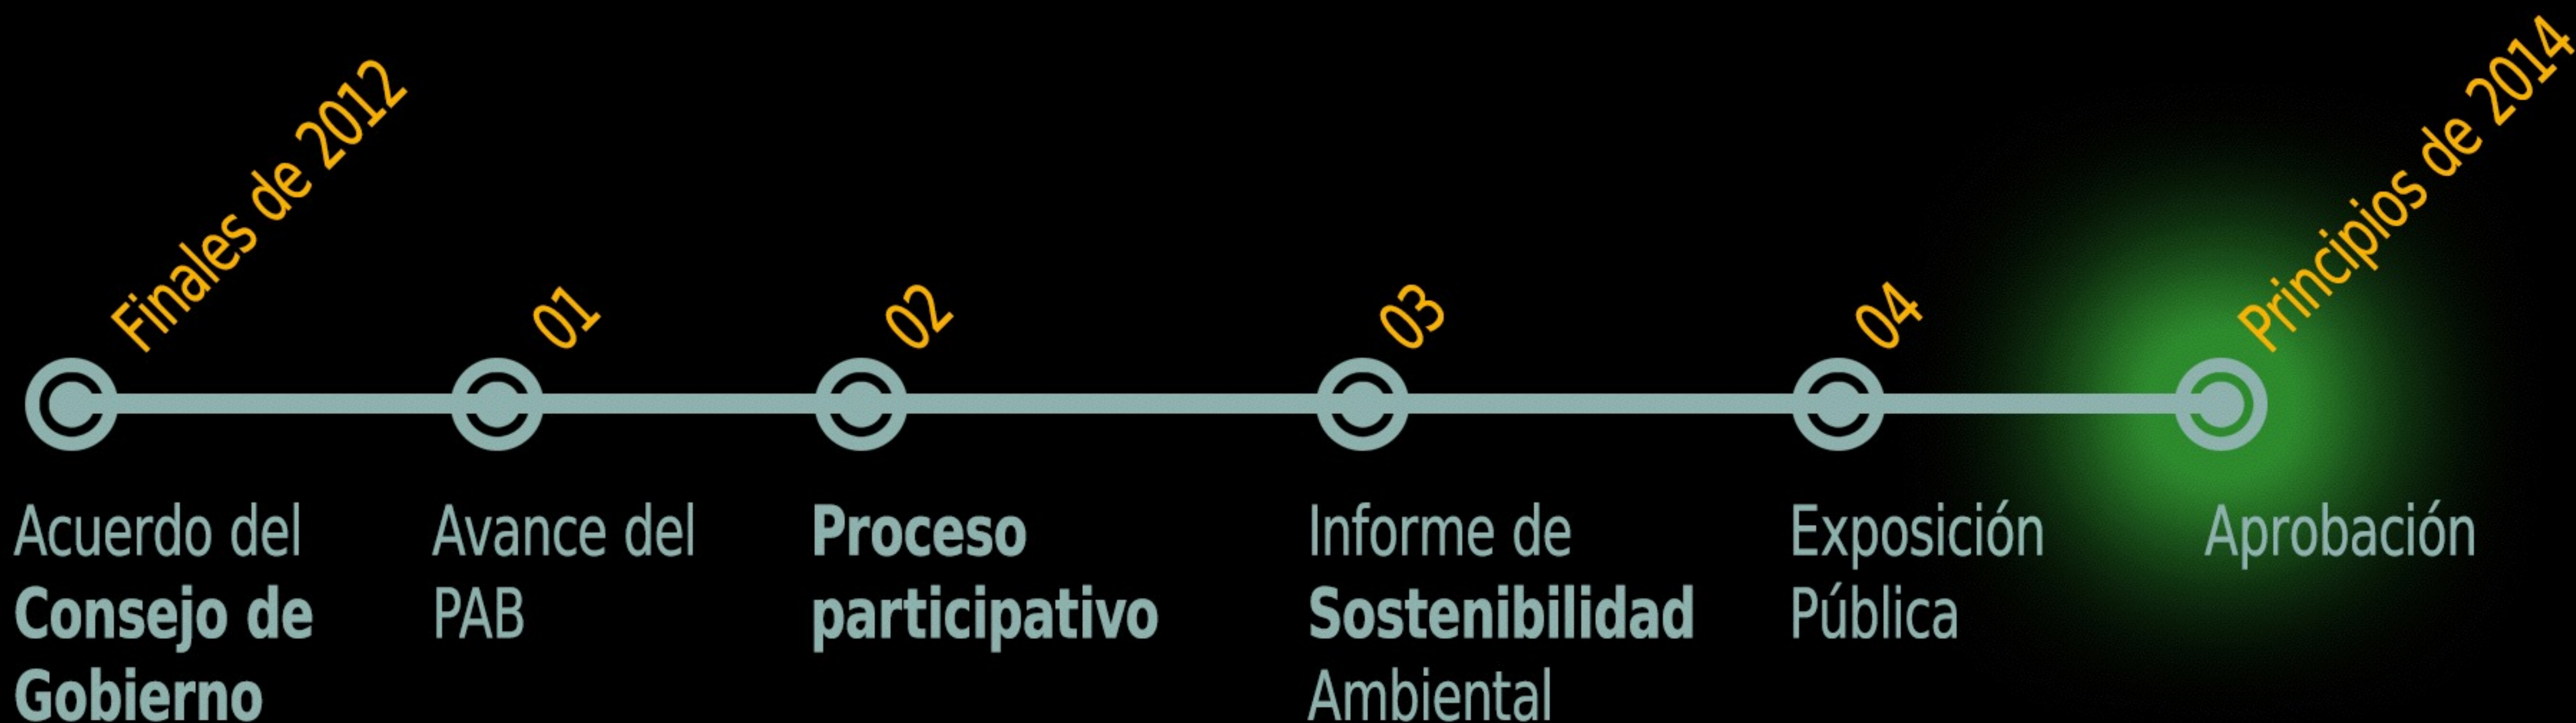 Finales de 2012
01
02
03
04
Principios de 2014
Acuerdo del
Consejo de
Gobierno
Avance del
PAB
Proceso
participativo
Informe de
Sostenibilidad
Ambiental
Exposición
Pública
Aprobación